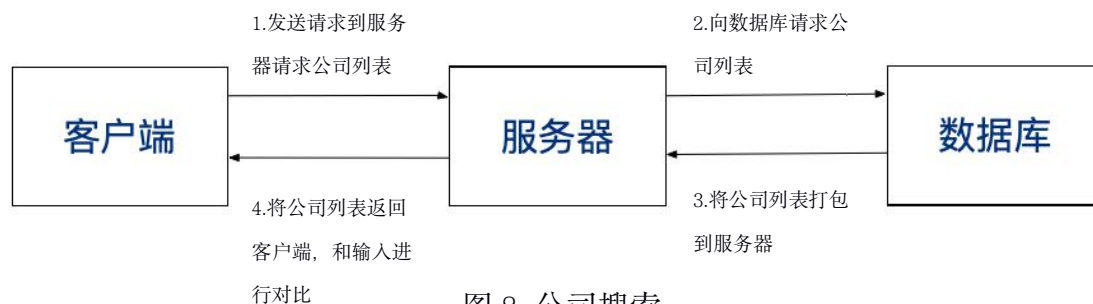 1.发送请求到服务
器请求公司列表
2.向数据库请求公
司列表
客户端
服务器
数据库
4.将公司列表返回
客户端，和输入进
行对比
3.将公司列表打包
到服务器